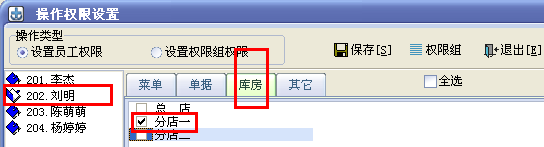 操作权限设置
操作类型
设置员工权限 设置权限组权限 保存[S] 权限组 退出[E]
201.李杰
202.刘明
203.陈萌萌
204.杨婷婷
菜单 单据 库房 其它 全选
总 店
分店一
分店二